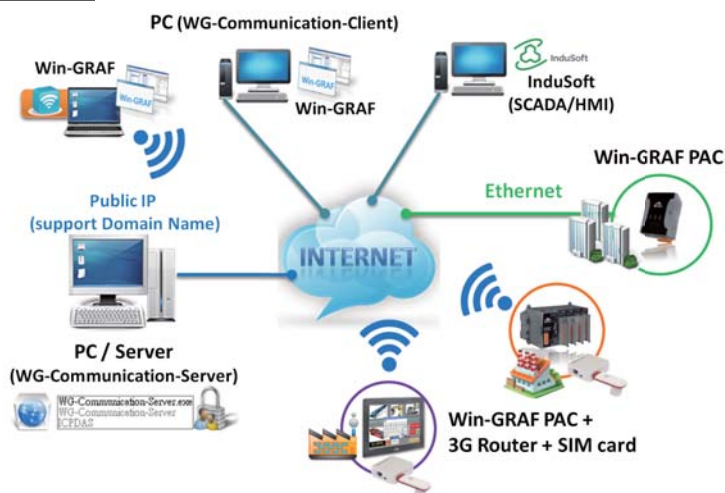 PC (WG-Communication-Client)
Win-GRAF
Win-GRAF
Win-GRAF
Win-GRAF
InduSoft
InduSoft
(SCADA/HMI)
Win-GRAF PAC
Ethernet
Public IP
(support Domain Name)
INTERNET
PC / Server
(WG-Communication-Server)
WG-Communication-Server.exe
WG-Communication-Server
ICPDAS
Win-GRAF PAC +
3G Router + SIM card